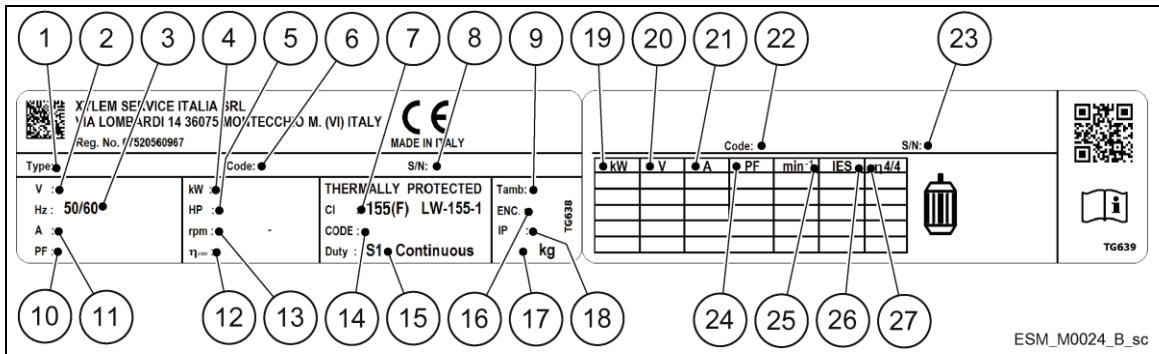 1 2 3 4 5 6 7 8 9 19 20 21 22 23
XYLEM SERVICE ITALIA SRL
VIA LOMBARDI 14 36075 MONTECCHIO M. (VI) ITALY
Reg. No. 07520560967
CE
MADE IN ITALY
Type:
Code:
S/N:
V :
Hz : 50/60
A :
PF :
kW :
HP :
rpm : -
η :
THERMALLY PROTECTED
Cl : 155(F) LW-155-1
CODE :
Duty : S1 Continuous
Tamb:
ENC. :
IP :
kg
TG638
Code:
S/N:
kW V A PF min-1 IES η 4/4
i
TG639
10 11 12 13 14 15 16 17 18 24 25 26 27
ESM_M0024_B_sc